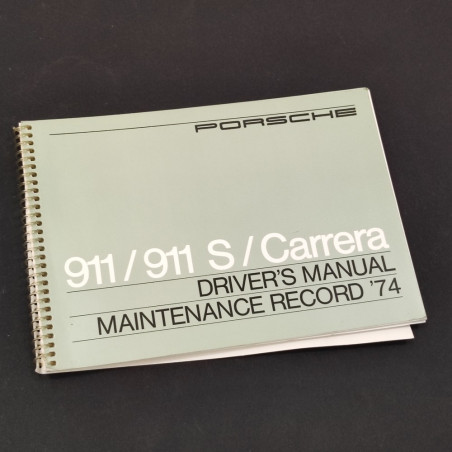 PORSCHE
911/911 S/Carrera
DRIVER'S MANUAL
MAINTENANCE RECORD '74